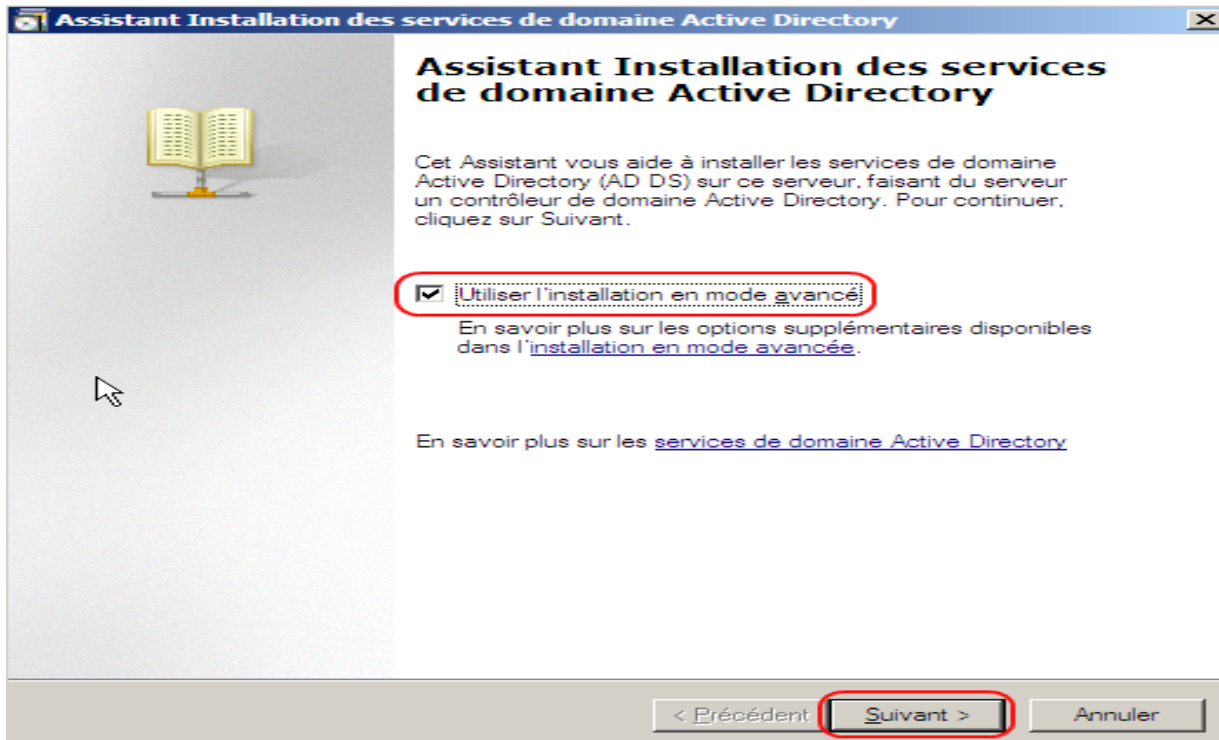 Assistant Installation des services de domaine Active Directory
Assistant Installation des services
de domaine Active Directory
Cet Assistant vous aide à installer les services de domaine
Active Directory (AD DS) sur ce serveur, faisant du serveur
un contrôleur de domaine Active Directory. Pour continuer,
cliquez sur Suivant.
Utiliser l'installation en mode avancé
En savoir plus sur les options supplémentaires disponibles
dans l'installation en mode avancée.
En savoir plus sur les services de domaine Active Directory
< Précédent
Suivant >
Annuler